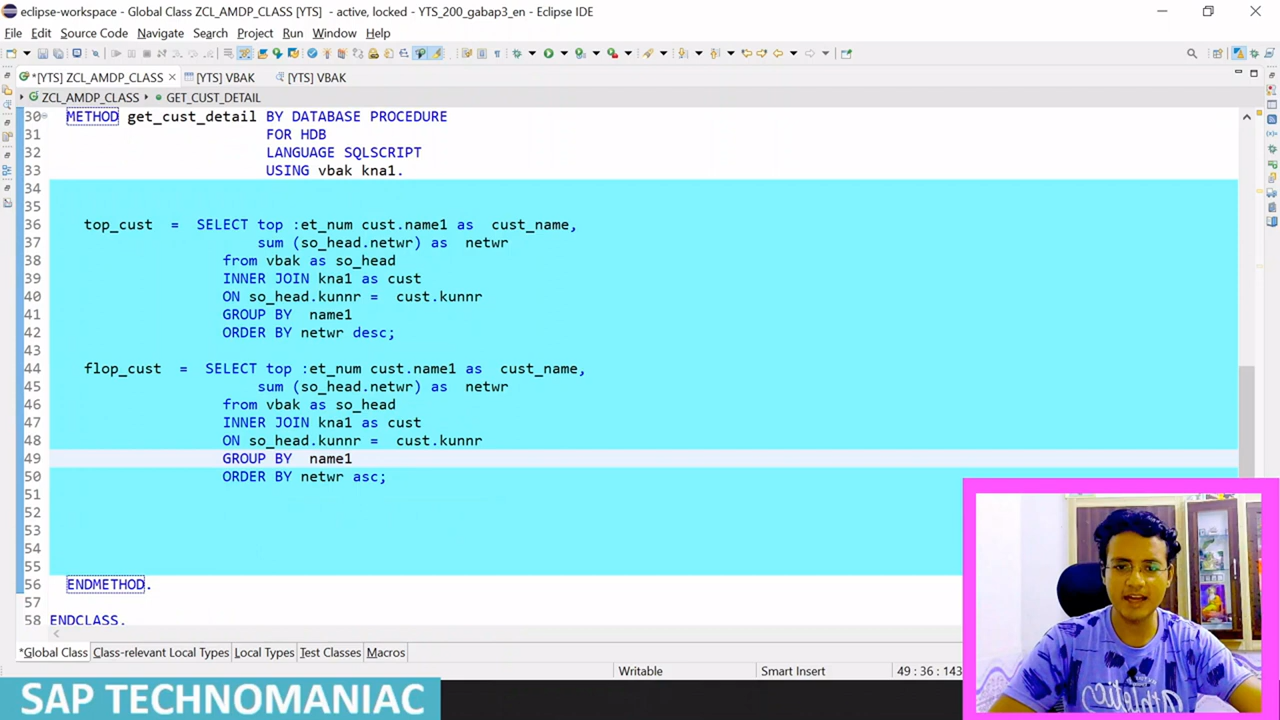 eclipse-workspace - Global Class ZCL_AMDP_CLASS [YTS] - active, locked - YTS_200_gabap3_en - Eclipse IDE
File Edit Source Code Navigate Search Project Run Window Help
*[YTS] ZCL_AMDP_CLASS [YTS] VBAK [YTS] VBAK
ZCL_AMDP_CLASS GET_CUST_DETAIL
30 METHOD get_cust_detail BY DATABASE PROCEDURE
31 FOR HDB
32 LANGUAGE SQLSCRIPT
33 USING vbak kna1.
34
35
36 top_cust = SELECT top :et_num cust.name1 as cust_name,
37 sum (so_head.netwr) as netwr
38 from vbak as so_head
39 INNER JOIN kna1 as cust
40 ON so_head.kunnr = cust.kunnr
41 GROUP BY name1
42 ORDER BY netwr desc;
43
44 flop_cust = SELECT top :et_num cust.name1 as cust_name,
45 sum (so_head.netwr) as netwr
46 from vbak as so_head
47 INNER JOIN kna1 as cust
48 ON so_head.kunnr = cust.kunnr
49 GROUP BY name1
50 ORDER BY netwr asc;
51
52
53
54
55
56 ENDMETHOD.
57
58 ENDCLASS.
*Global Class Class-relevant Local Types Local Types Test Classes Macros
Writable Smart Insert 49 : 36 : 143
SAP TECHNOMANIAC